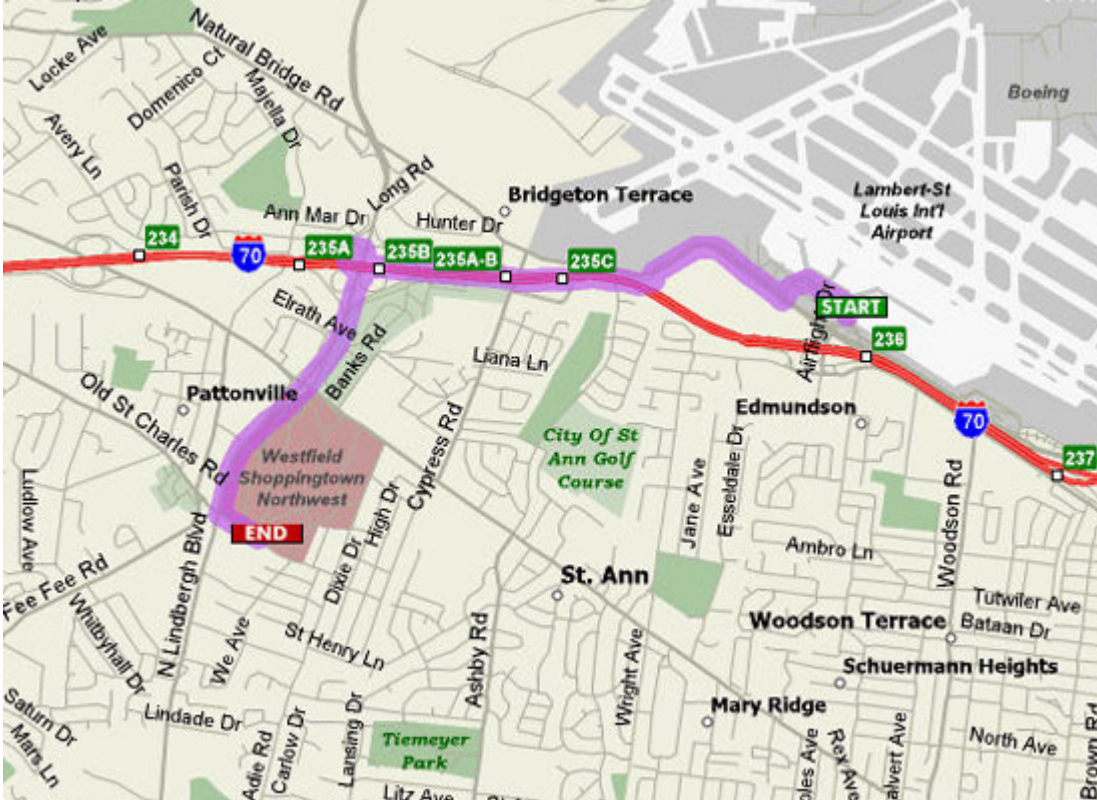 Locke Ave
Natural Bridge Rd
Domenico Ct
Majella Dr
Boeing
Avery Ln
Parish Dr
Long Rd
Bridgeton Terrace
Lambert-St
Louis Int'l
Airport
Ann Mar Dr
Hunter Dr
234
70
235A
235B
235A-B
235C
START
Elrath Ave
Banks Rd
Airflight Dr
236
Liana Ln
Old St Charles Rd
Pattonville
Edmundson
70
Cypress Rd
City Of St
Ann Golf
Course
Westfield
Shoppingtown
Northwest
237
Ludlow Ave
High Dr
Jane Ave
Esseldale Dr
Woodson Rd
END
N Lindbergh Blvd
Dixie Dr
Ambro Ln
Fee Fee Rd
St. Ann
Tutwiler Ave
Whitbyhall Dr
We Ave
St Henry Ln
Ashby Rd
Woodson Terrace
Bataan Dr
Wright Ave
Schuermann Heights
Saturn Dr
Lindade Dr
Mary Ridge
Mars Ln
Adie Rd
Carlow Dr
Lansing Dr
Tiemeyer
Park
Rex Ave
North Ave
Brown Rd
Litz Ave